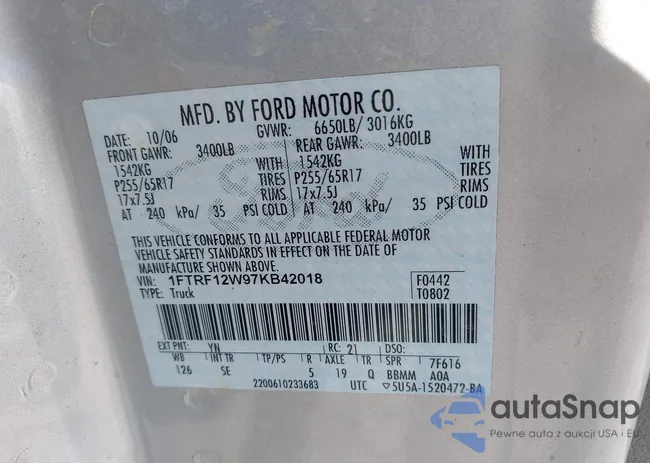 MFD. BY FORD MOTOR CO.
DATE: 10/06 GVWR: 6650LB/ 3016KG
FRONT GAWR: 3400LB REAR GAWR: 3400LB
1542KG WITH 1542KG WITH
P255/65R17 TIRES P255/65R17 TIRES
17x7.5J RIMS 17x7.5J RIMS
AT 240 kPa/ 35 PSI COLD AT 240 kPa/ 35 PSI COLD
Ford
THIS VEHICLE CONFORMS TO ALL APPLICABLE FEDERAL MOTOR
VEHICLE SAFETY STANDARDS IN EFFECT ON THE DATE OF
MANUFACTURE SHOWN ABOVE.
VIN: 1FTRF12W97KB42018 F0442
TYPE: Truck T0802
EXT PNT: YN RC: 21 DSO:
WB INT TR TP/PS R AXLE TR SPR 7F616
126 SE 5 19 Q BBMM AOA
2200610233683 UTC ▽5U5A-1520472-BA
autaSnap
Pewne auta z aukcji USA i EU